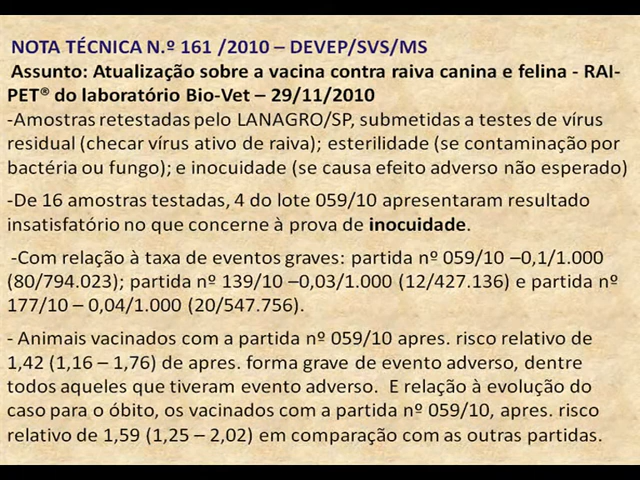 NOTA TÉCNICA N.º 161 /2010 – DEVEP/SVS/MS
Assunto: Atualização sobre a vacina contra raiva canina e felina - RAI-
PET® do laboratório Bio-Vet – 29/11/2010
-Amostras retestadas pelo LANAGRO/SP, submetidas a testes de vírus
residual (checar vírus ativo de raiva); esterilidade (se contaminação por
bactéria ou fungo); e inocuidade (se causa efeito adverso não esperado)
-De 16 amostras testadas, 4 do lote 059/10 apresentaram resultado
insatisfatório no que concerne à prova de inocuidade.
-Com relação à taxa de eventos graves: partida nº 059/10 –0,1/1.000
(80/794.023); partida nº 139/10 –0,03/1.000 (12/427.136) e partida nº
177/10 – 0,04/1.000 (20/547.756).
- Animais vacinados com a partida nº 059/10 apres. risco relativo de
1,42 (1,16 – 1,76) de apres. forma grave de evento adverso, dentre
todos aqueles que tiveram evento adverso. E relação à evolução do
caso para o óbito, os vacinados com a partida nº 059/10, apres. risco
relativo de 1,59 (1,25 – 2,02) em comparação com as outras partidas.